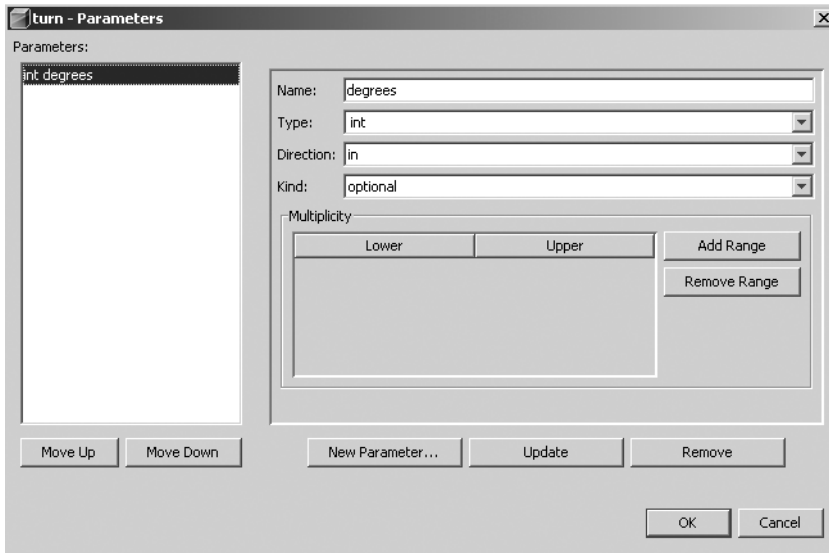 turn - Parameters
Parameters:
int degrees
Name: degrees
Type: int
Direction: in
Kind: optional
Multiplicity
Lower Upper
Add Range
Remove Range
Move Up Move Down New Parameter... Update Remove
OK Cancel